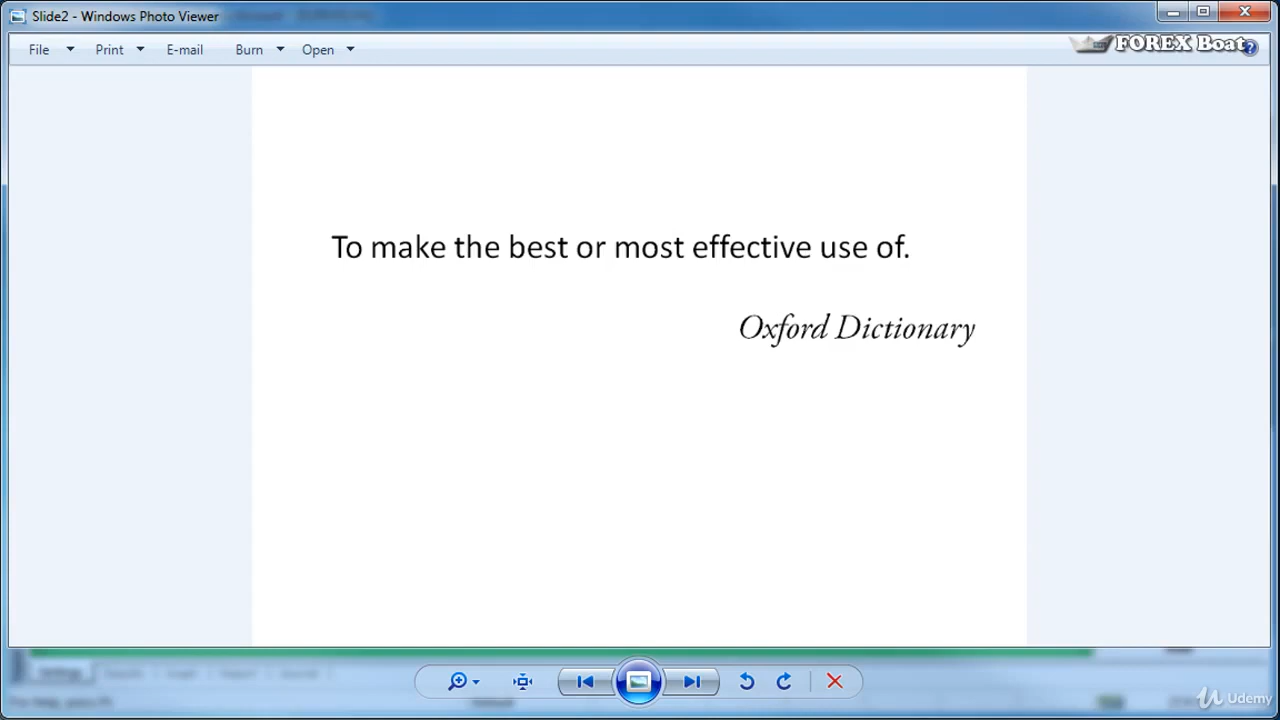 Slide2 - Windows Photo Viewer
File Print E-mail Burn Open
FOREX Boat
To make the best or most effective use of.
Oxford Dictionary
Settings
Udemy